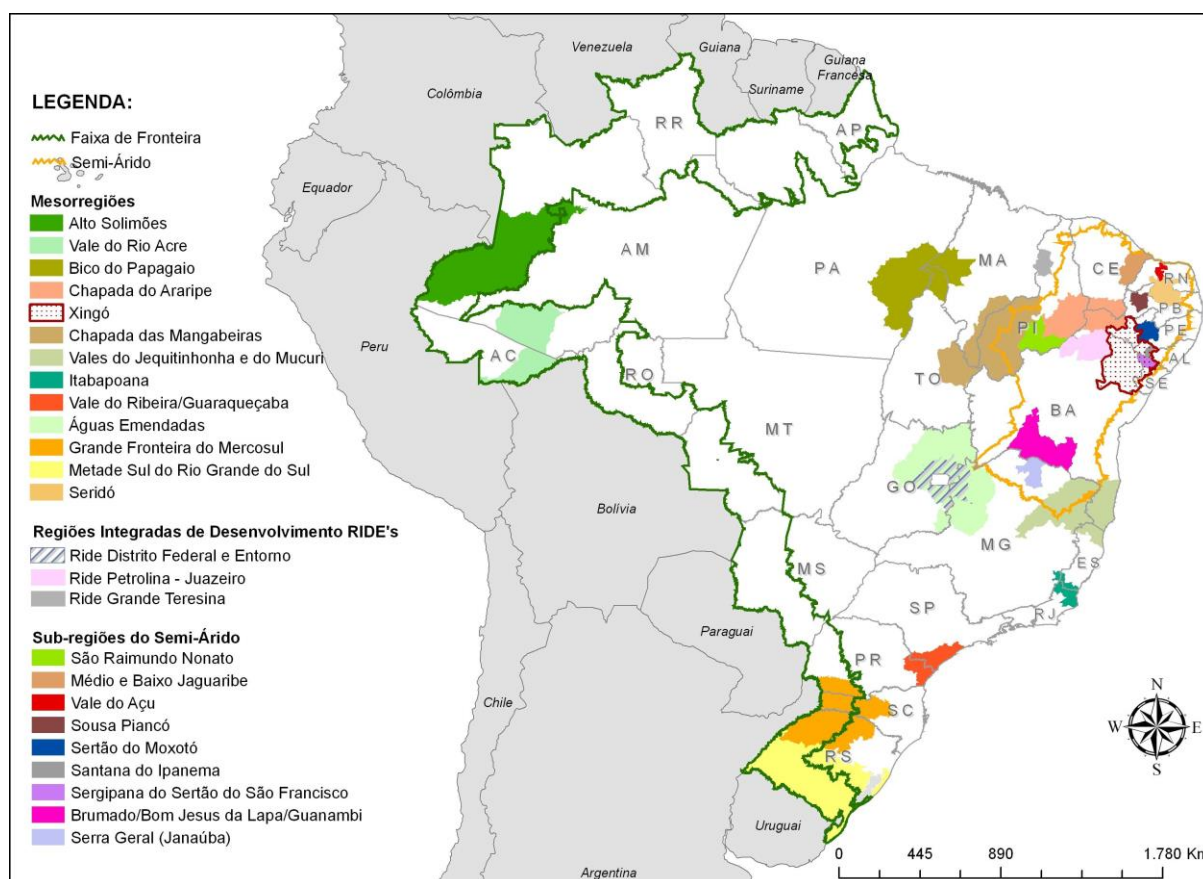 LEGENDA:
Faixa de Fronteira
Semi-Árido
Mesorregiões
Alto Solimões
Vale do Rio Acre
Bico do Papagaio
Chapada do Araripe
Xingó
Chapada das Mangabeiras
Vales do Jequitinhonha e do Mucuri
Itabapoana
Vale do Ribeira/Guaraqueçaba
Águas Emendadas
Grande Fronteira do Mercosul
Metade Sul do Rio Grande do Sul
Seridó
Regiões Integradas de Desenvolvimento RIDE's
Ride Distrito Federal e Entorno
Ride Petrolina - Juazeiro
Ride Grande Teresina
Sub-regiões do Semi-Árido
São Raimundo Nonato
Médio e Baixo Jaguaribe
Vale do Açu
Sousa Piancó
Sertão do Moxotó
Santana do Ipanema
Sergipana do Sertão do São Francisco
Brumado/Bom Jesus da Lapa/Guanambi
Serra Geral (Janaúba)
Venezuela
Guiana
Guiana
Francesa
Suriname
Colômbia
Equador
Peru
Bolívia
Paraguai
Chile
Argentina
Uruguai
RR
AP
AM
PA
MA
CE
RN
PB
PE
AL
SE
PI
AC
RO
TO
BA
MT
GO
MG
ES
MS
SP
RJ
PR
SC
RS
N
W
E
S
0
445
890
1.780 Km